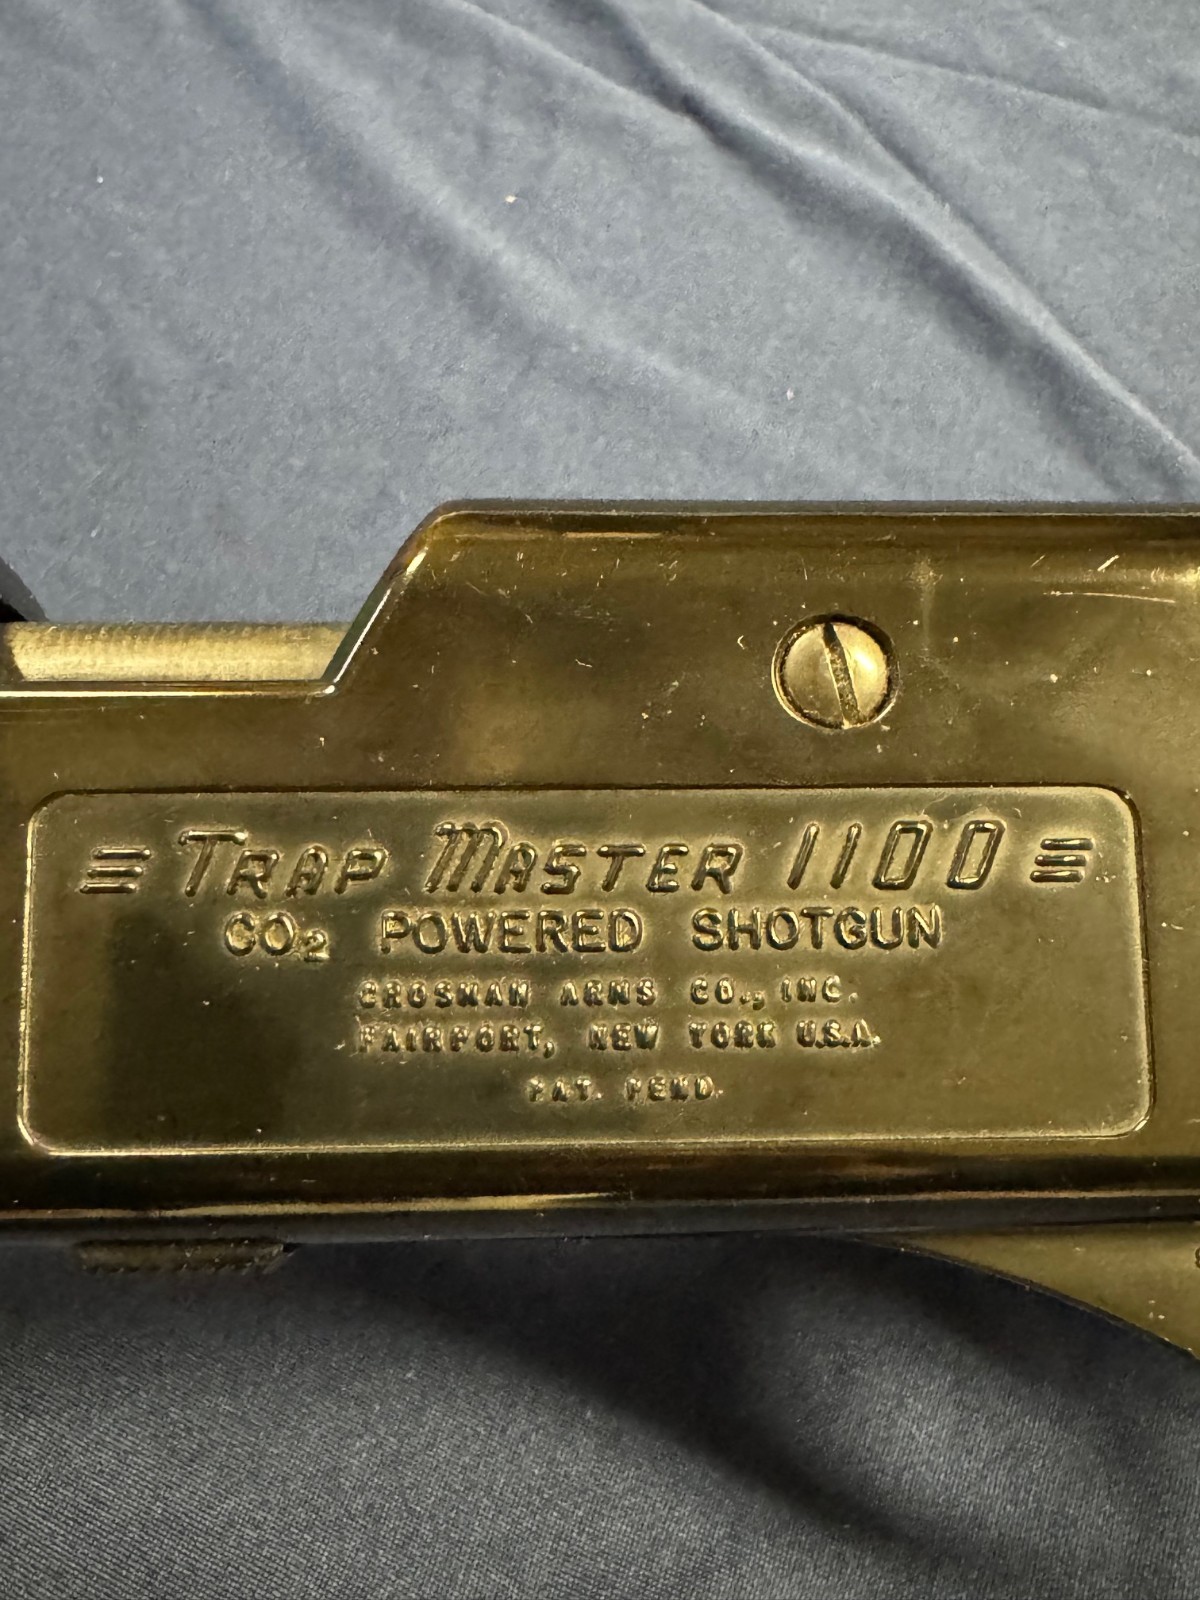 TRAP MASTER 1100
CO₂ POWERED SHOTGUN
CROSMAN ARMS CO., INC.
FAIRPORT, NEW YORK U.S.A.
PAT. PEND.